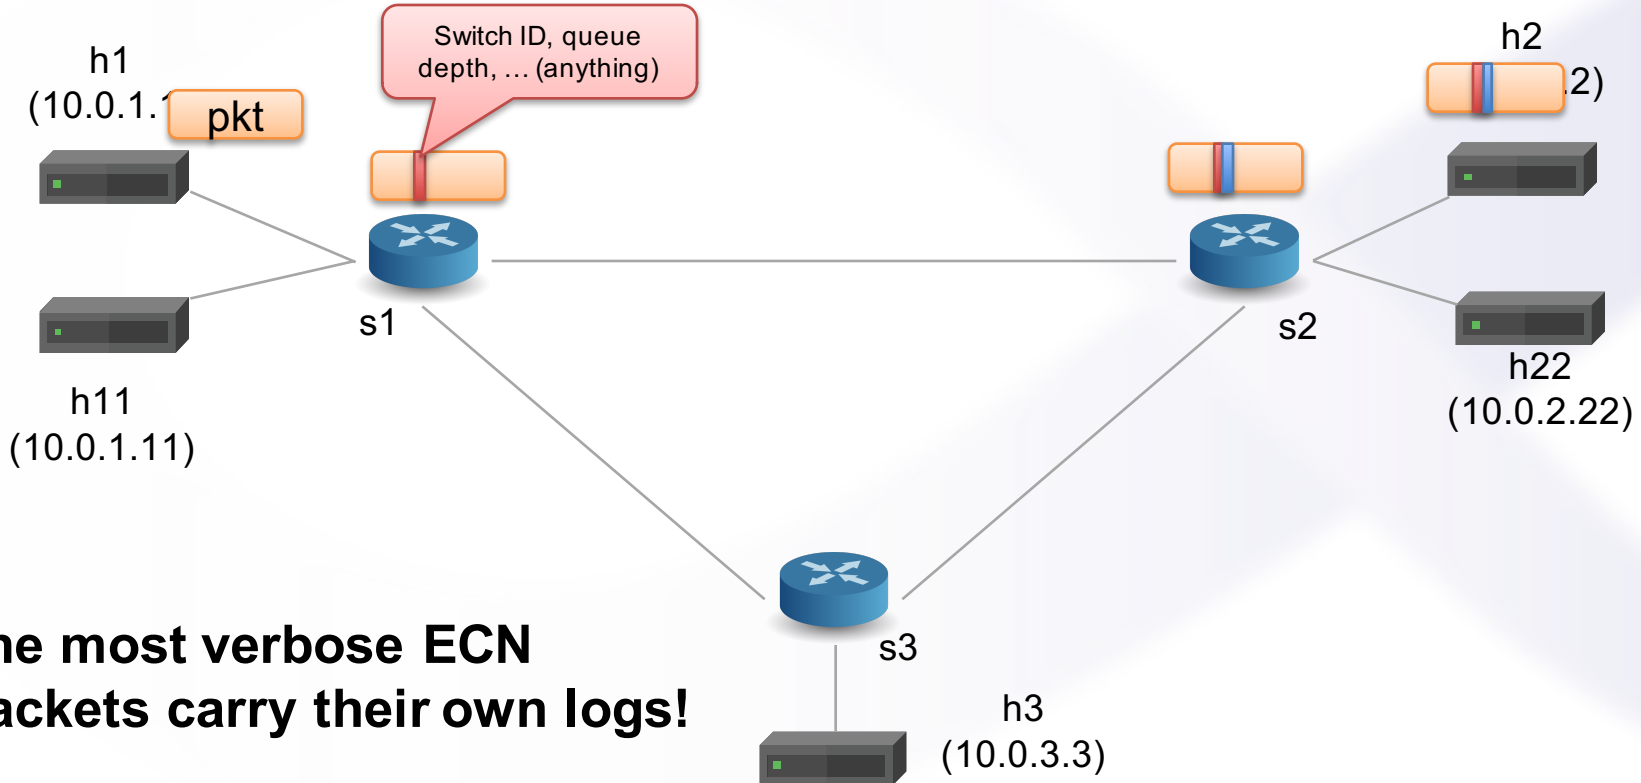 Switch ID, queue
depth, … (anything)
h1
(10.0.1.
pkt
h2
.2)
s1
s2
h11
(10.0.1.11)
h22
(10.0.2.22)
s3
h3
(10.0.3.3)
ne most verbose ECN
ackets carry their own logs!